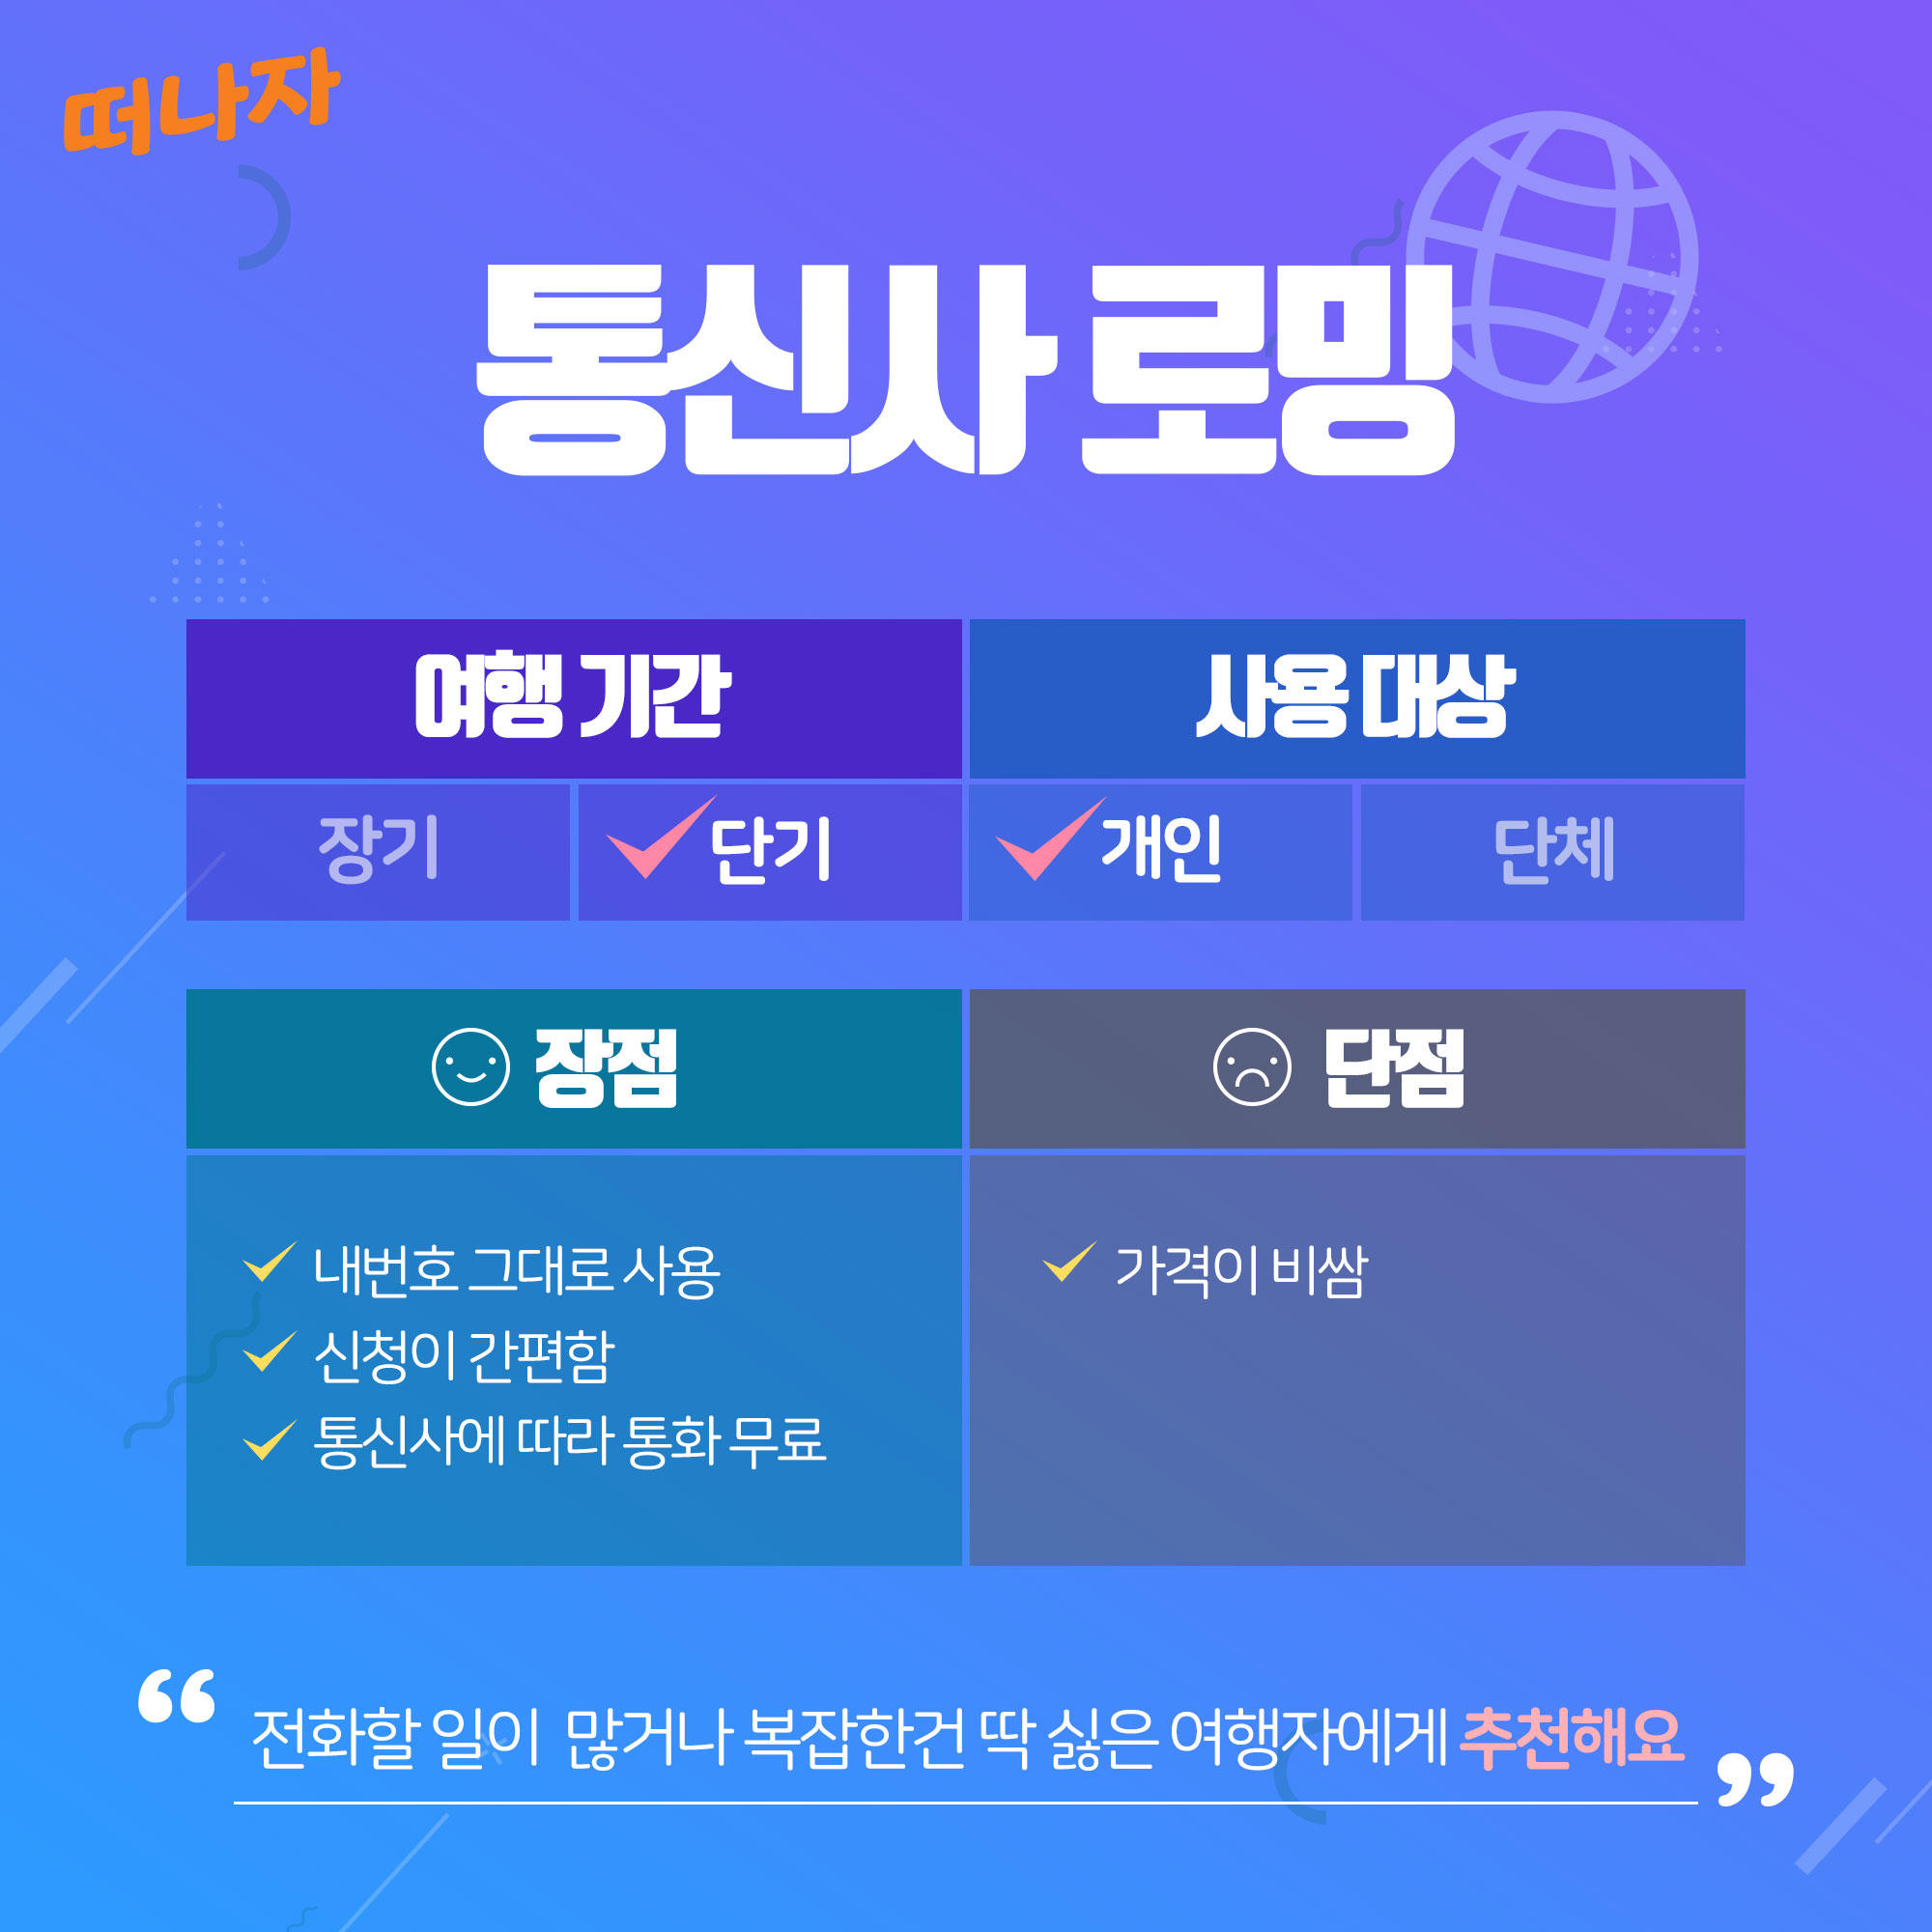 떠나자
통신사 로밍
여행 기간
사용 대상
장기
단기
개인
단체
장점
단점
내번호 그대로 사용
신청이 간편함
통신사에 따라 통화 무료
가격이 비쌈
“전화할 일이 많거나 복잡한건 딱 싫은 여행자에게 추천해요”